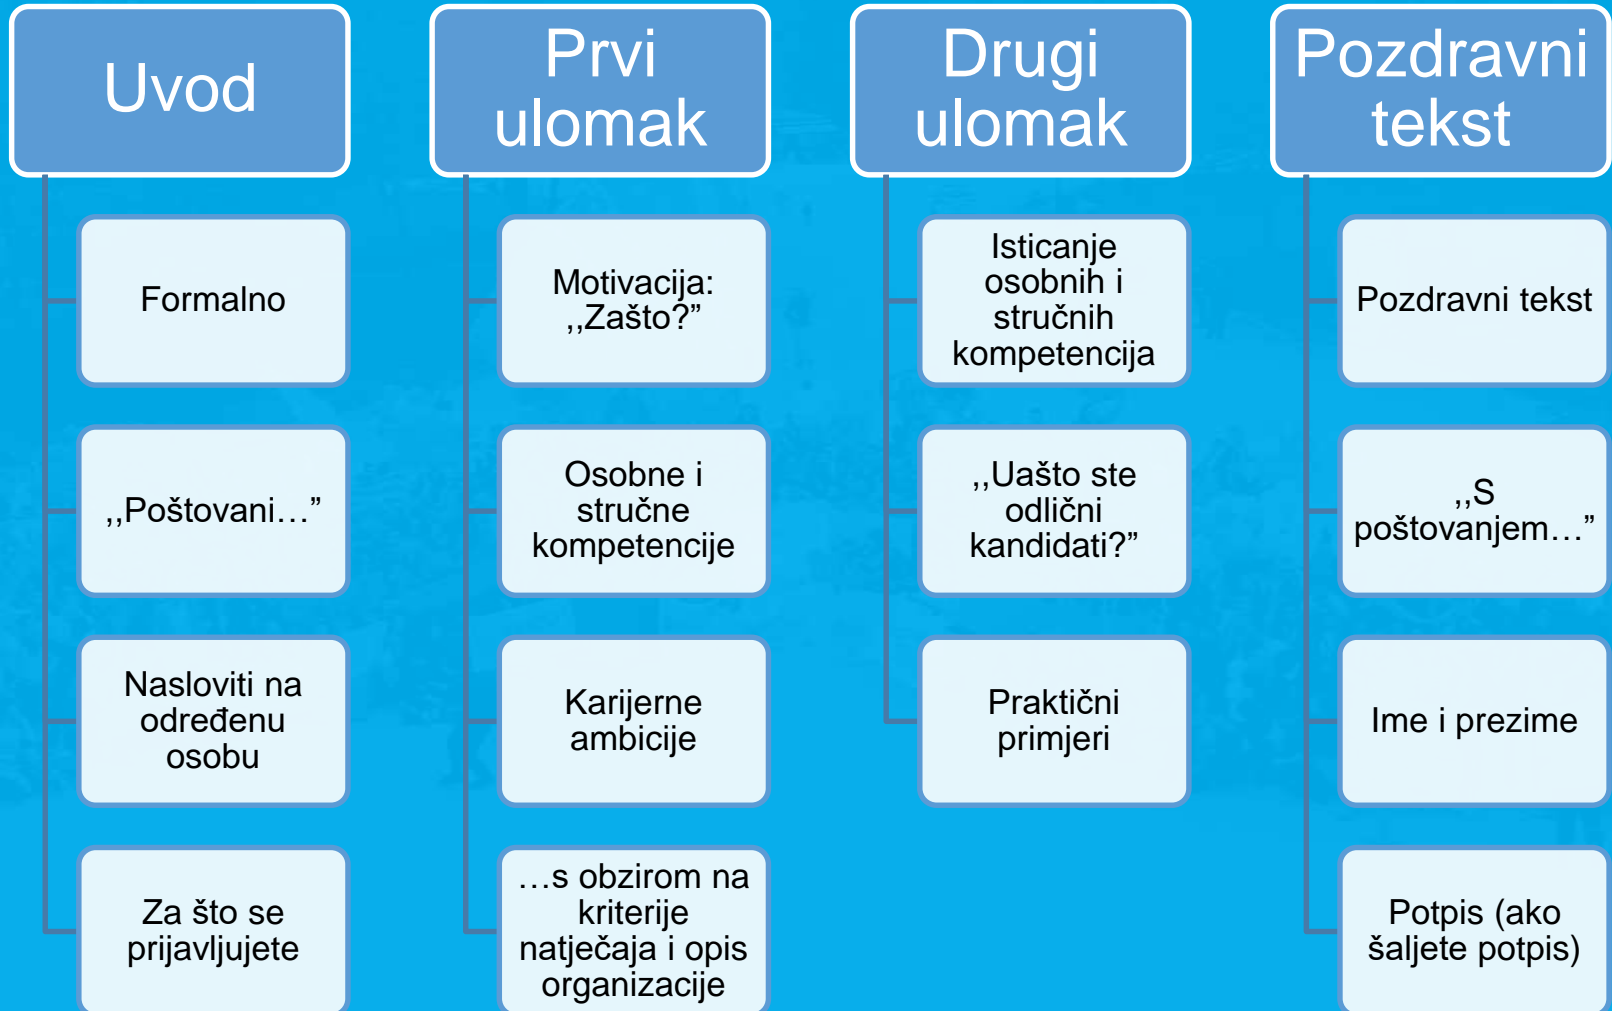 Uvod
Formalno
,,Poštovani…”
Nasloviti na
određenu
osobu
Za što se
prijavljujete
Prvi
ulomak
Motivacija:
,,Zašto?”
Osobne i
stručne
kompetencije
Karijerne
ambicije
…s obzirom na
kriterije
natječaja i opis
organizacije
Drugi
ulomak
Isticanje
osobnih i
stručnih
kompetencija
,,Uašto ste
odlični
kandidati?”
Praktični
primjeri
Pozdravni
tekst
Pozdravni tekst
,,S
poštovanjem…”
Ime i prezime
Potpis (ako
šaljete potpis)